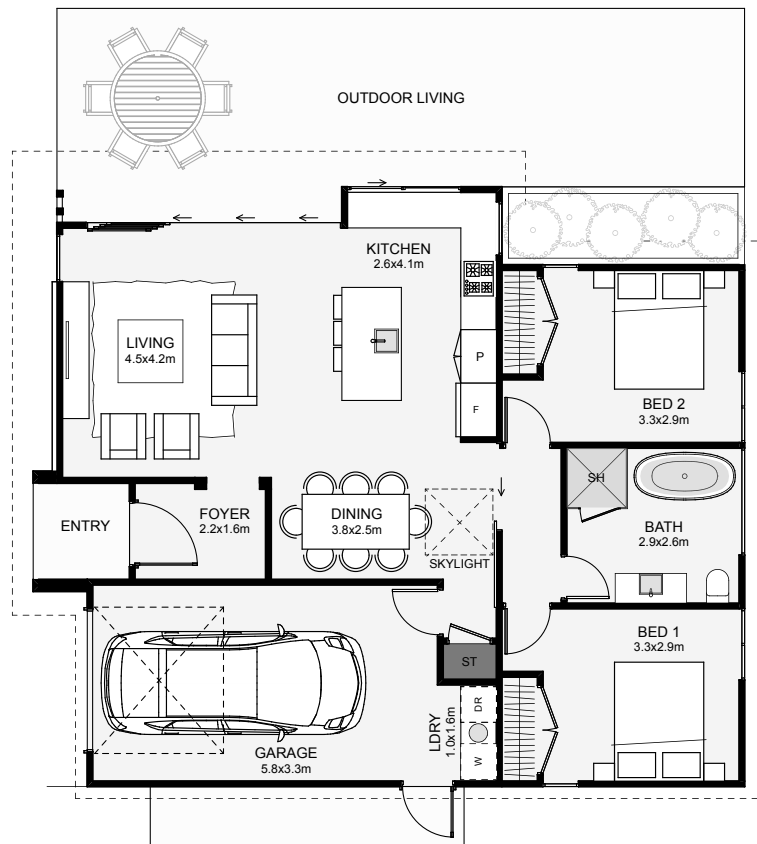 OUTDOOR LIVING
KITCHEN
2.6x4.1m
LIVING
4.5x4.2m
P
F
BED 2
3.3x2.9m
SH
ENTRY
FOYER
2.2x1.6m
DINING
3.8x2.5m
SKYLIGHT
BATH
2.9x2.6m
BED 1
3.3x2.9m
ST
DR
LDRY
1.0x1.6m
W
GARAGE
5.8x3.3m